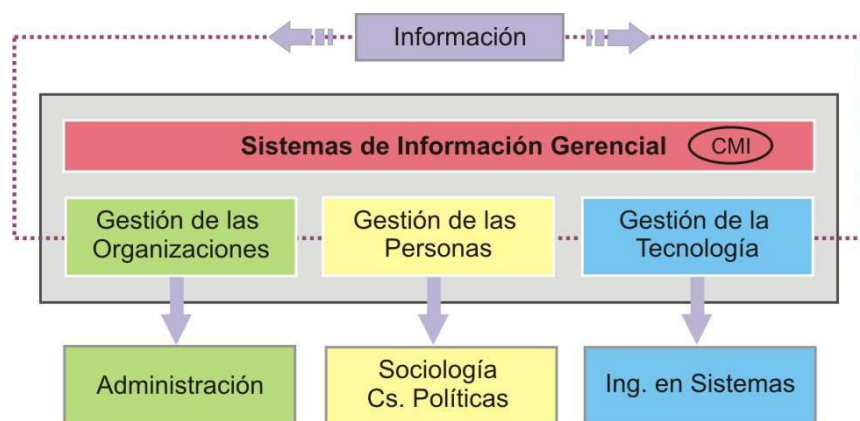 Información
Sistemas de Información Gerencial CMI
Gestión de las
Organizaciones
Gestión de las
Personas
Gestión de la
Tecnología
Administración
Sociología
Cs. Políticas
Ing. en Sistemas